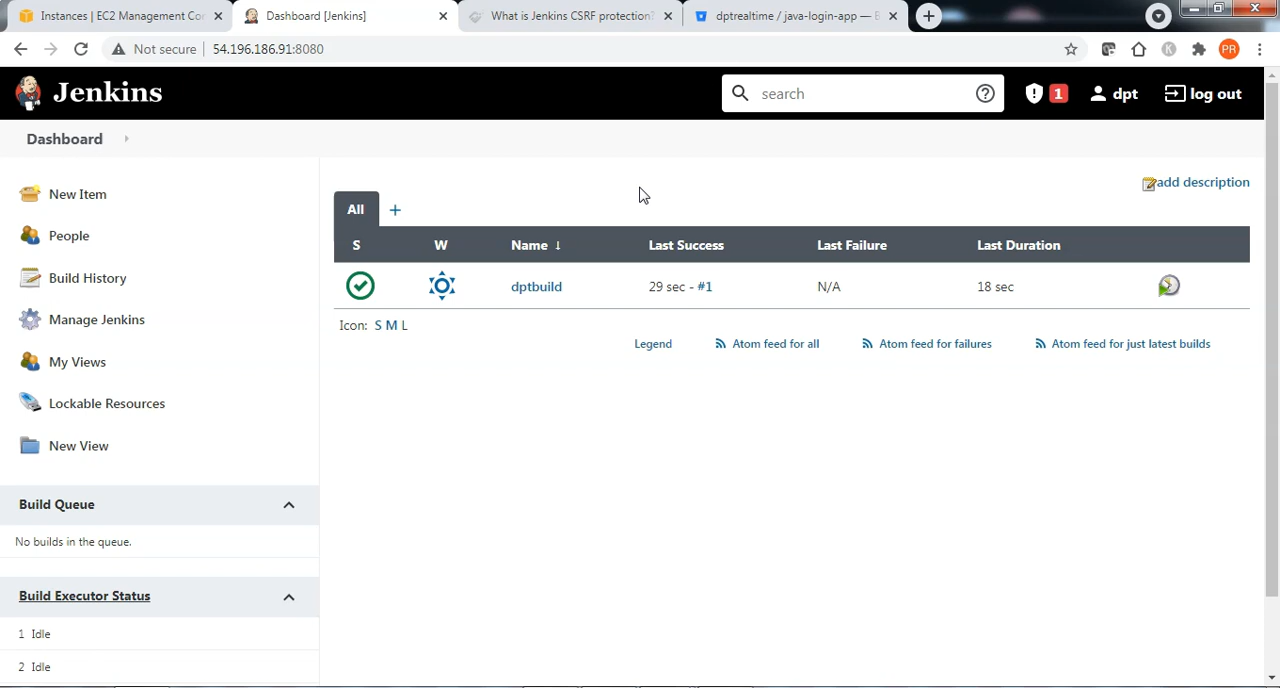 Instances | EC2 Management Co
Dashboard [Jenkins]
What is Jenkins CSRF protection?
dptrealtime / java-login-app — B
Not secure
54.196.186.91:8080
K
PR
Jenkins
search
1
dpt
log out
Dashboard
New Item
People
Build History
Manage Jenkins
My Views
Lockable Resources
New View
Build Queue
No builds in the queue.
Build Executor Status
1 Idle
2 Idle
add description
All +
S W Name ↓ Last Success Last Failure Last Duration
dptbuild 29 sec - #1 N/A 18 sec
Icon: S M L
Legend Atom feed for all Atom feed for failures Atom feed for just latest builds